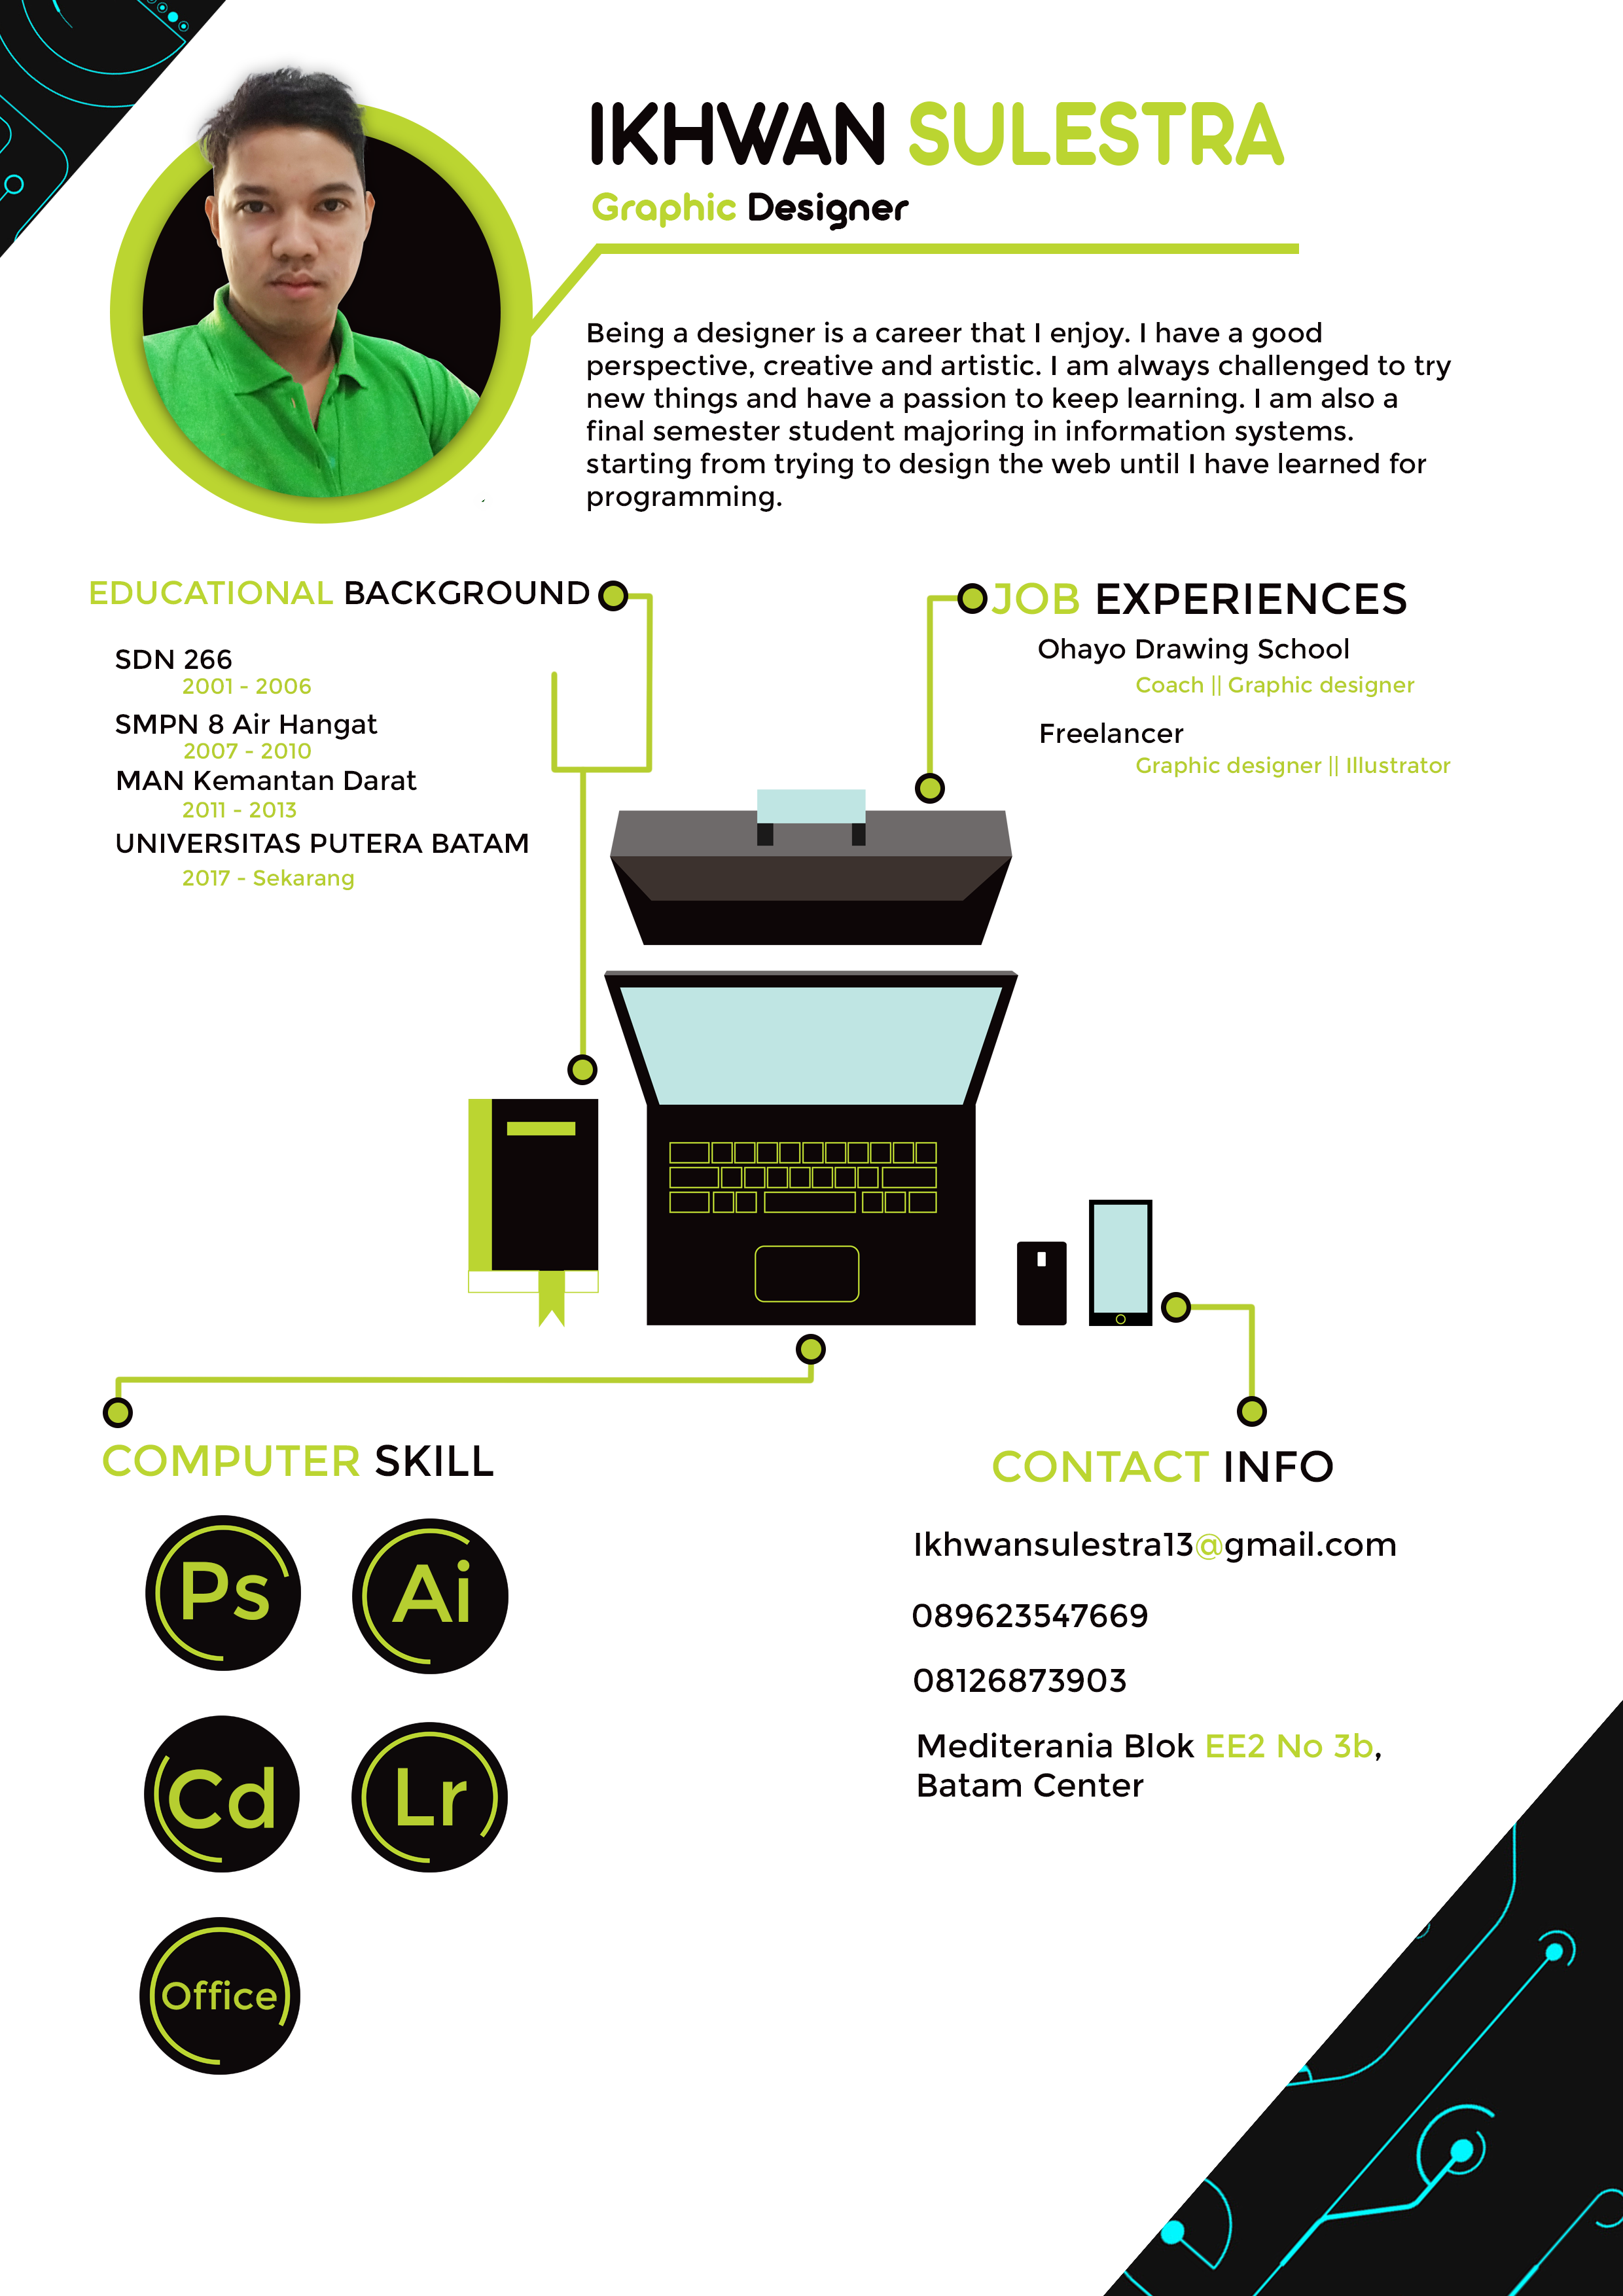 IKHWAN SULESTRA
Graphic Designer
Being a designer is a career that I enjoy. I have a good
perspective, creative and artistic. I am always challenged to try
new things and have a passion to keep learning. I am also a
final semester student majoring in information systems.
starting from trying to design the web until I have learned for
programming.
EDUCATIONAL BACKGROUND
SDN 266
2001 - 2006
SMPN 8 Air Hangat
2007 - 2010
MAN Kemantan Darat
2011 - 2013
UNIVERSITAS PUTERA BATAM
2017 - Sekarang
JOB EXPERIENCES
Ohayo Drawing School
Coach || Graphic designer
Freelancer
Graphic designer || Illustrator
COMPUTER SKILL
Ps
Ai
Cd
Lr
Office
CONTACT INFO
Ikhwansulestra13@gmail.com
089623547669
08126873903
Mediterania Blok EE2 No 3b,
Batam Center